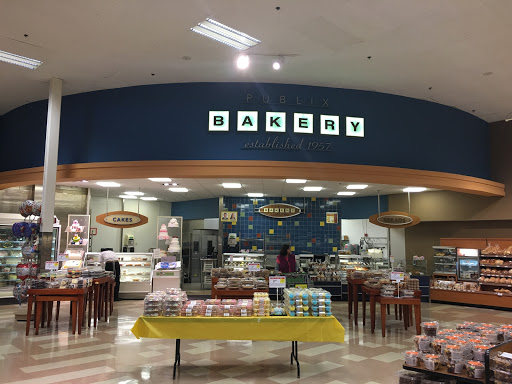 PUBLIX
BAKERY
established 1957
CAKES